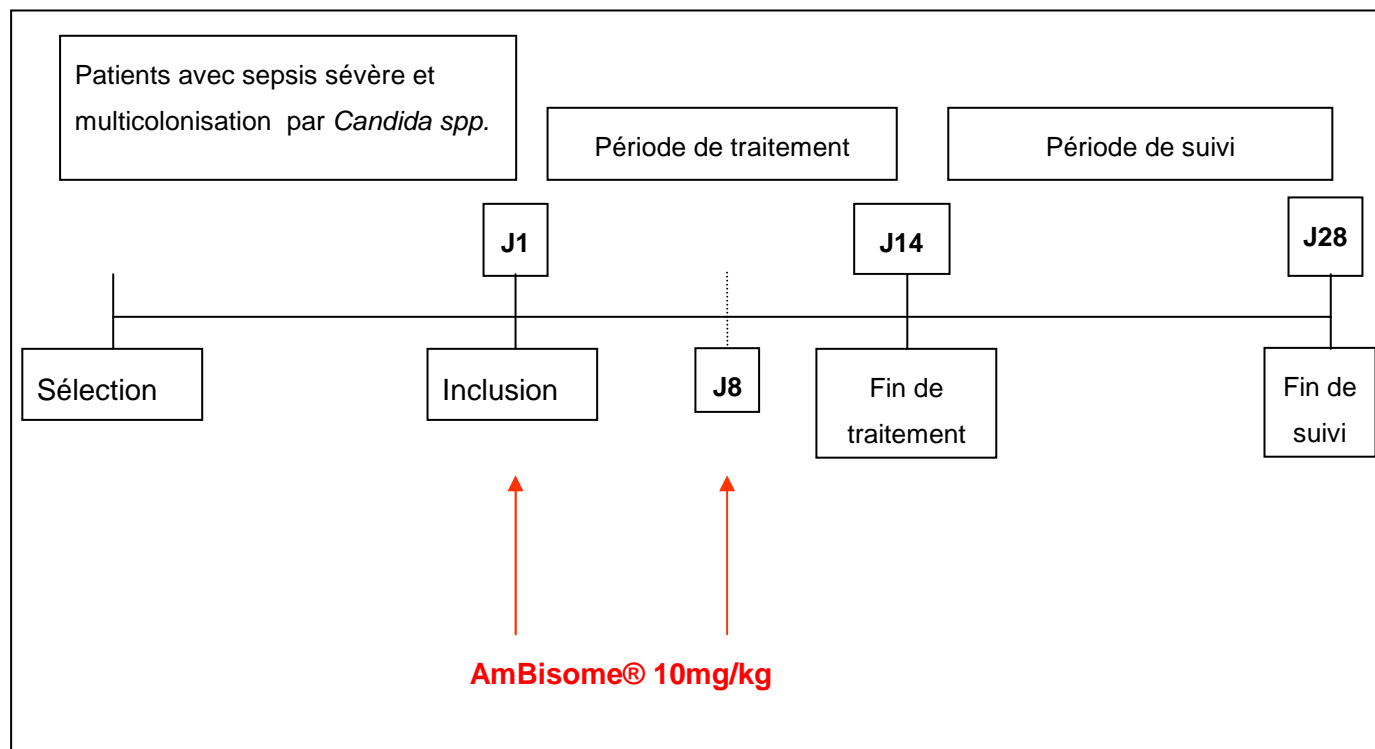 Patients avec sepsis sévère et
multicolonisation par Candida spp.
Période de traitement
Période de suivi
J1
J14
J28
Sélection
Inclusion
J8
Fin de
traitement
Fin de
suivi
AmBisome® 10mg/kg